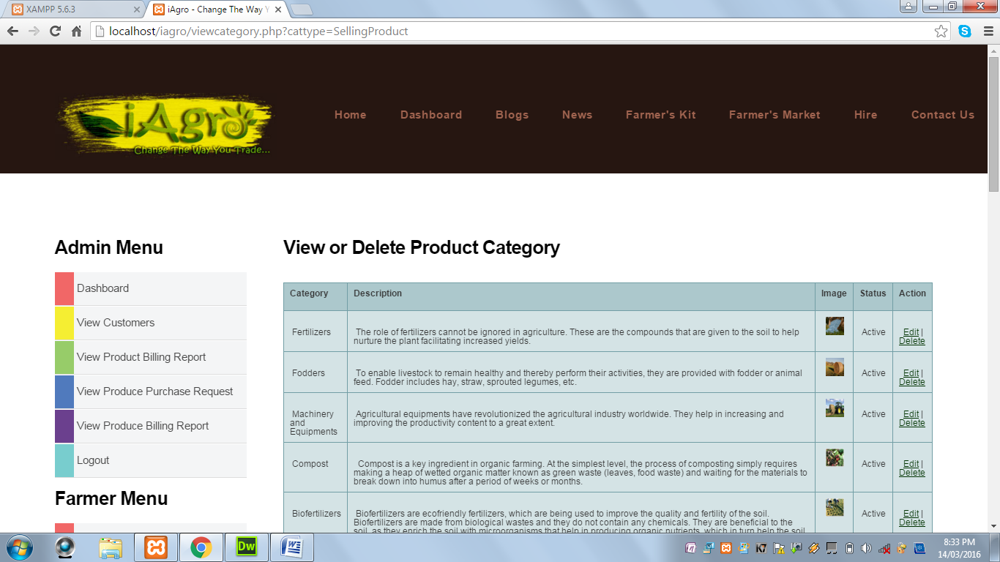 XAMPP 5.6.3
iAgro - Change The Way Y
localhost/iagro/viewcategory.php?cattype=SellingProduct
iAgro
Change The Way You Trade...
Home
Dashboard
Blogs
News
Farmer's Kit
Farmer's Market
Hire
Contact Us
Admin Menu
Dashboard
View Customers
View Product Billing Report
View Produce Purchase Request
View Produce Billing Report
Logout
Farmer Menu
View or Delete Product Category
Category
Description
Image
Status
Action
Fertilizers
The role of fertilizers cannot be ignored in agriculture. These are the compounds that are given to the soil to help
nurture the plant facilitating increased yields.
Active
Edit |
Delete
Fodders
To enable livestock to remain healthy and thereby perform their activities, they are provided with fodder or animal
feed. Fodder includes hay, straw, sprouted legumes, etc.
Active
Edit |
Delete
Machinery
and
Equipments
Agricultural equipments have revolutionized the agricultural industry worldwide. They help in increasing and
improving the productivity content to a great extent.
Active
Edit |
Delete
Compost
Compost is a key ingredient in organic farming. At the simplest level, the process of composting simply requires
making a heap of wetted organic matter known as green waste (leaves, food waste) and waiting for the materials to
break down into humus after a period of weeks or months.
Active
Edit |
Delete
Biofertilizers
Biofertilizers are ecofriendly fertilizers, which are being used to improve the quality and fertility of the soil.
Biofertilizers are made from biological wastes and they do not contain any chemicals. They are beneficial to the
soil, as they enrich the soil with microorganisms that help in producing organic nutrients, which in turn help the soil
Active
Edit |
Delete
Dw
W
K7
8:33 PM
14/03/2016